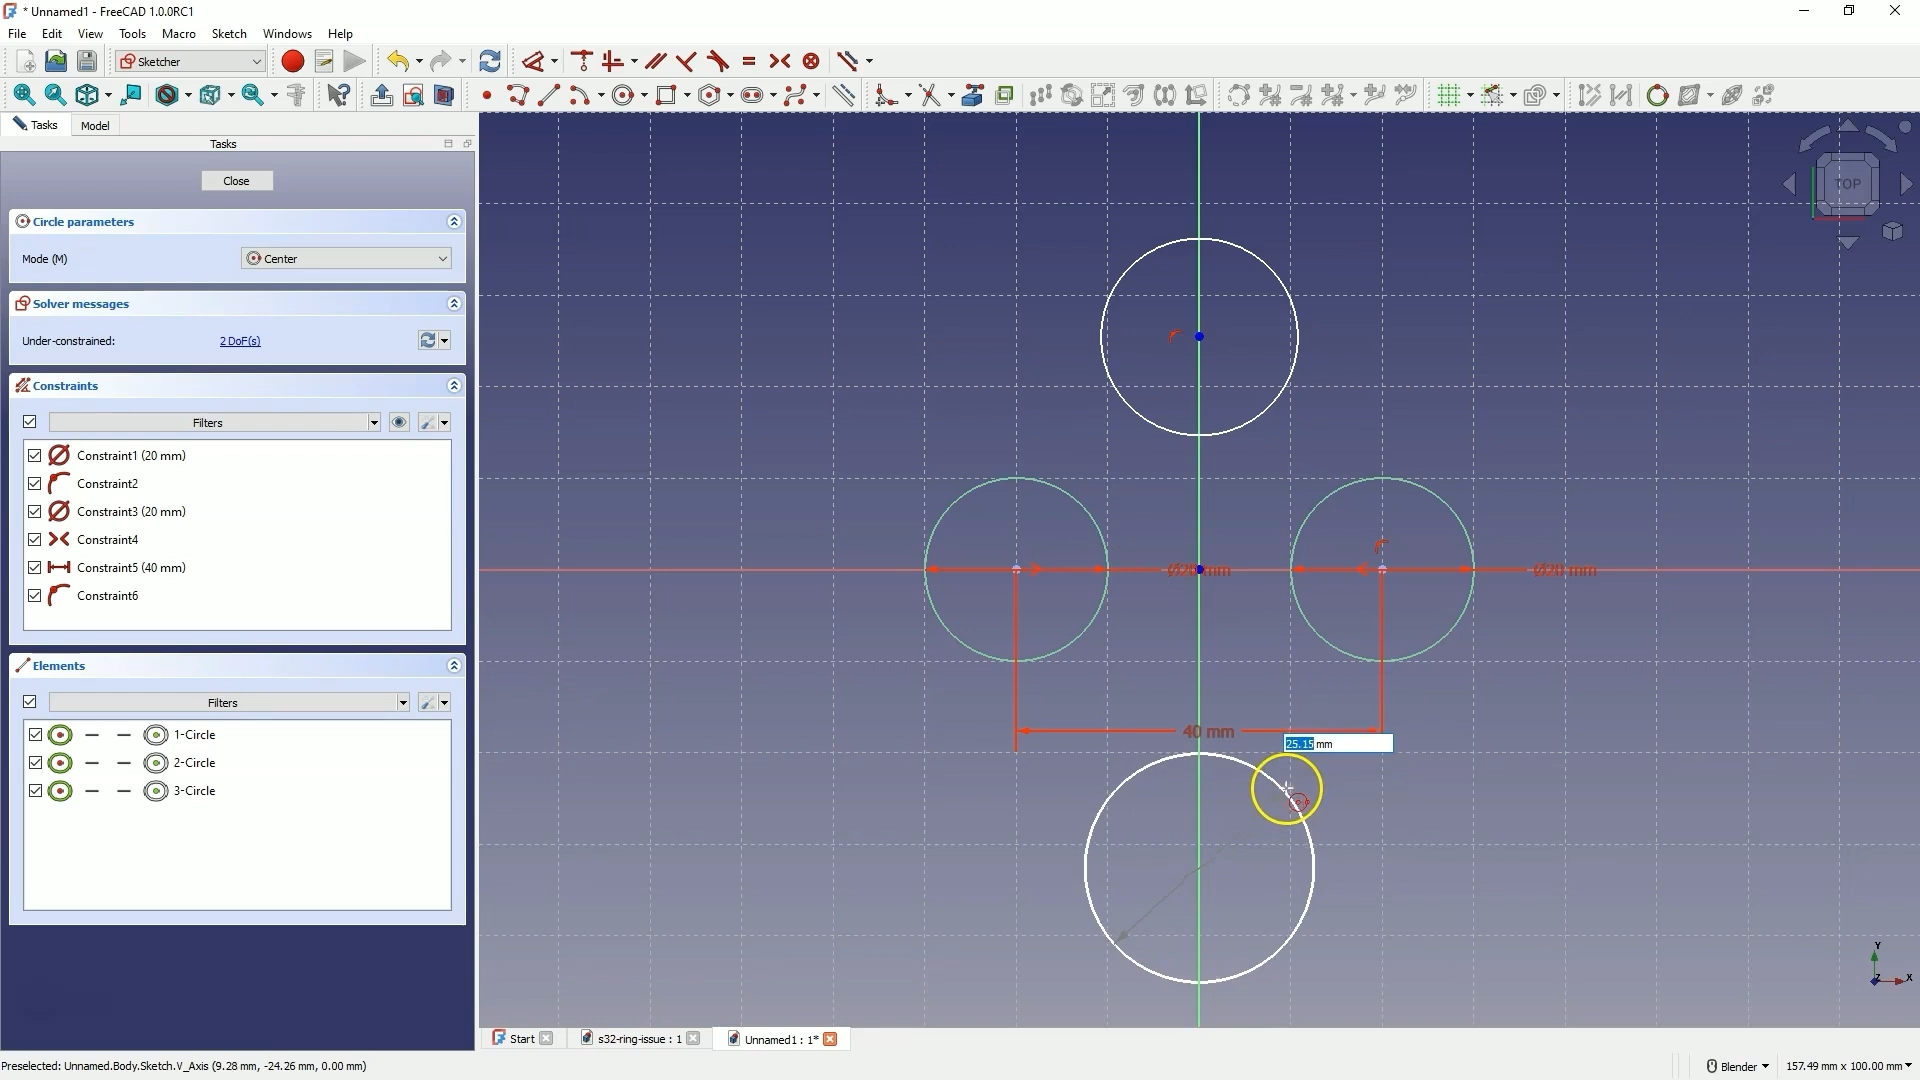 * Unnamed1 - FreeCAD 1.0.0RC1
File Edit View Tools Macro Sketch Windows Help
Sketcher
Tasks Model
Tasks
Close
Circle parameters
Mode (M) Center
Solver messages
Under-constrained: 2 DoF(s)
Constraints
Filters
Constraint1 (20 mm)
Constraint2
Constraint3 (20 mm)
Constraint4
Constraint5 (40 mm)
Constraint6
Elements
Filters
1-Circle
2-Circle
3-Circle
TOP
Ø20 mm
Ø20 mm
40 mm
25.15 mm
Y
Z X
Start s32-ring-issue : 1 Unnamed1 : 1*
Preselected: Unnamed.Body.Sketch.V_Axis (9.28 mm, -24.26 mm, 0.00 mm) Blender 157.49 mm x 100.00 mm